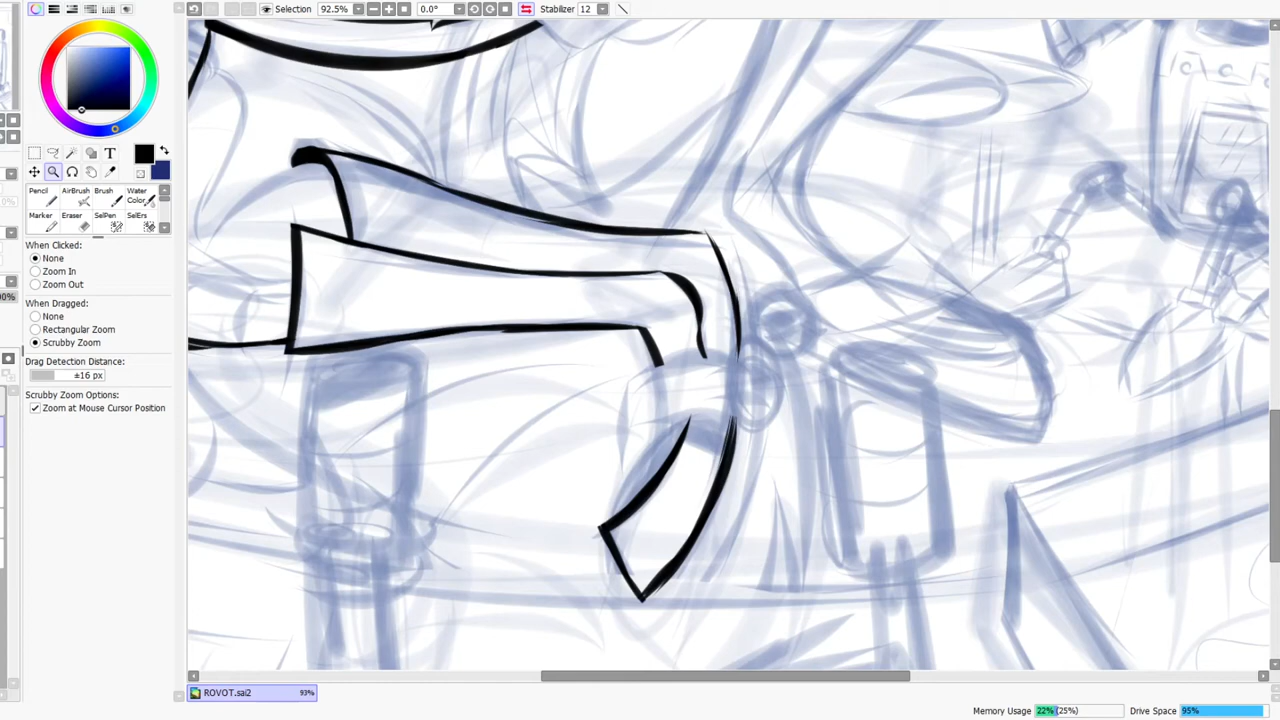 Selection 92.5% 0.0° Stabilizer 12
T
Pencil AirBrush Brush Water Color
Marker Eraser SelPen SelErs
When Clicked:
None
Zoom In
Zoom Out
When Dragged:
None
Rectangular Zoom
Scrubby Zoom
Drag Detection Distance:
±16 px
Scrubby Zoom Options:
Zoom at Mouse Cursor Position
ROVOT.sai2 93%
Memory Usage 22% (25%) Drive Space 95%